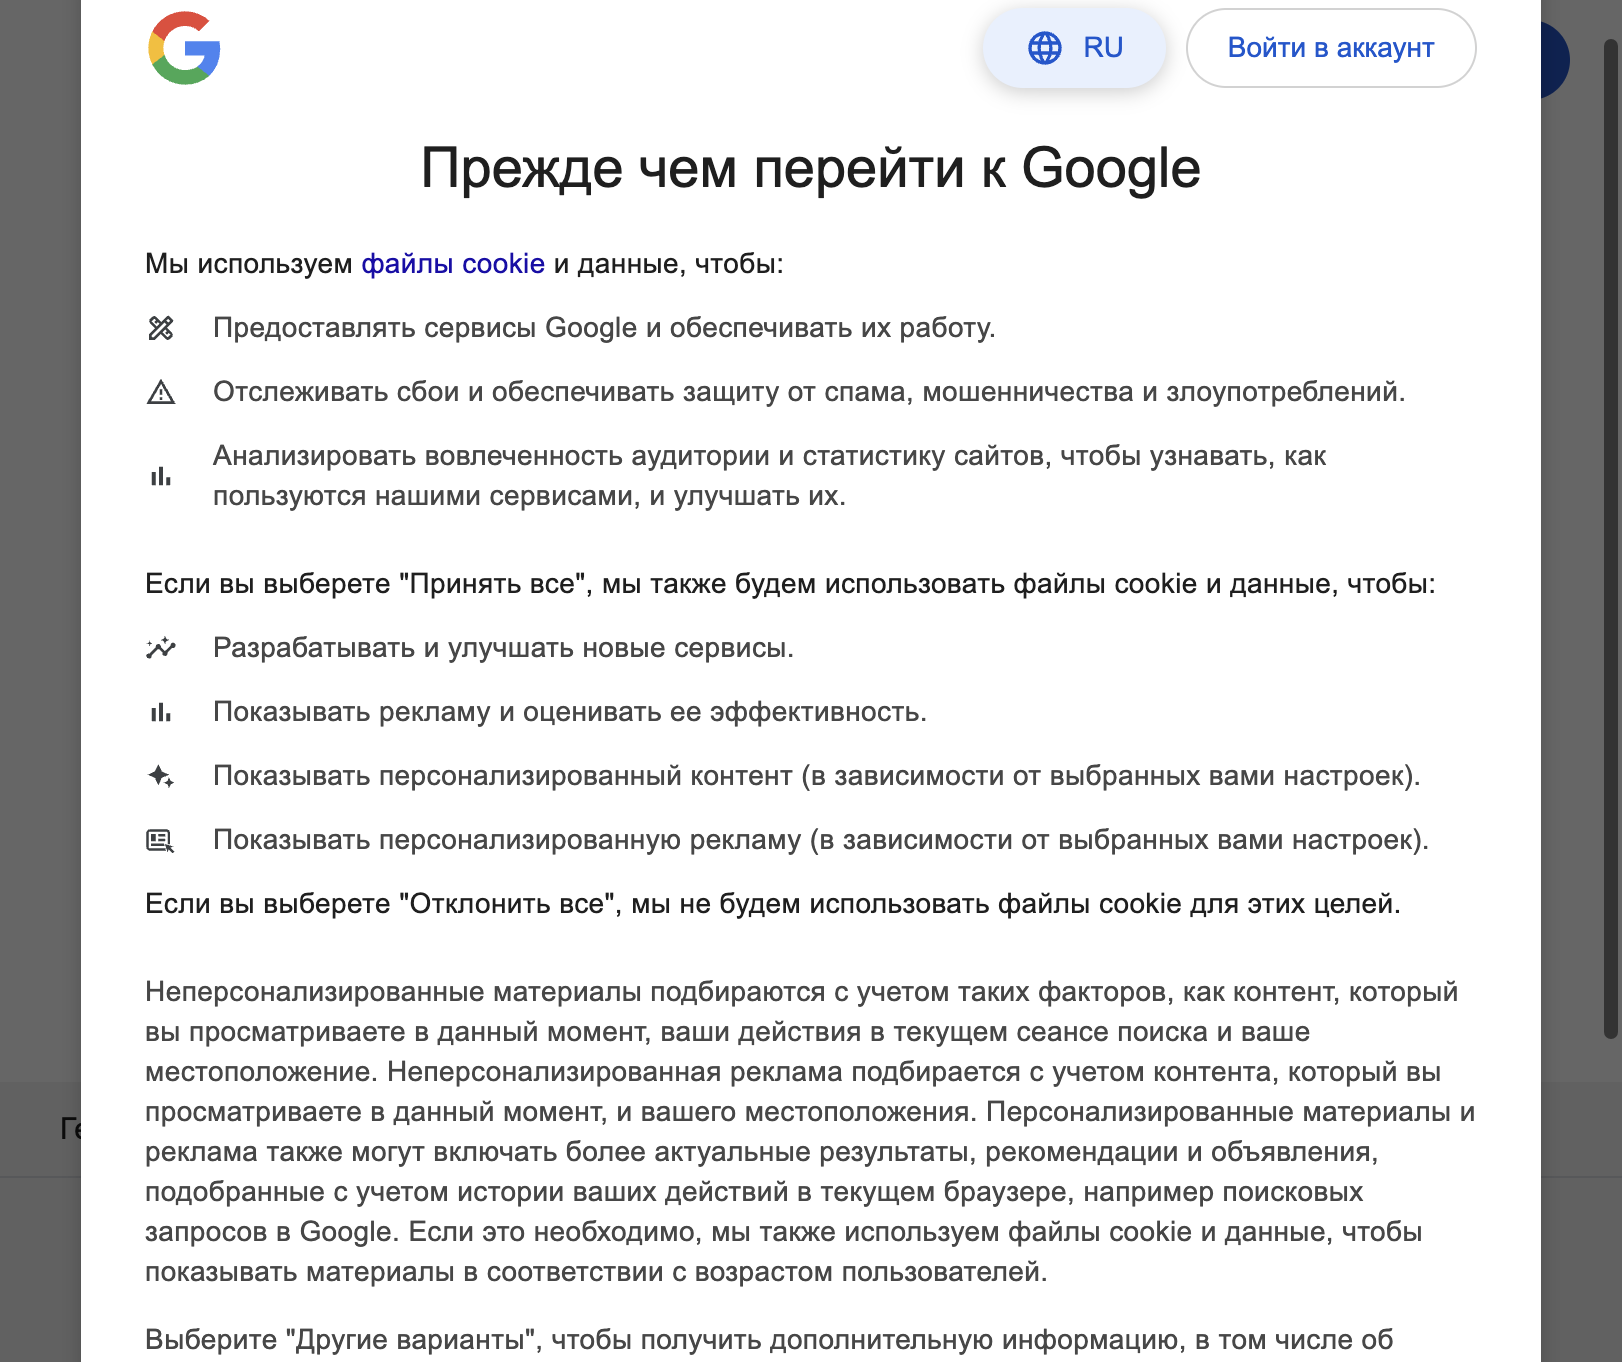 RU
Войти в аккаунт
Прежде чем перейти к Google
Мы используем файлы cookie и данные, чтобы:
Предоставлять сервисы Google и обеспечивать их работу.
Отслеживать сбои и обеспечивать защиту от спама, мошенничества и злоупотреблений.
Анализировать вовлеченность аудитории и статистику сайтов, чтобы узнавать, как
пользуются нашими сервисами, и улучшать их.
Если вы выберете "Принять все", мы также будем использовать файлы cookie и данные, чтобы:
Разрабатывать и улучшать новые сервисы.
Показывать рекламу и оценивать ее эффективность.
Показывать персонализированный контент (в зависимости от выбранных вами настроек).
Показывать персонализированную рекламу (в зависимости от выбранных вами настроек).
Если вы выберете "Отклонить все", мы не будем использовать файлы cookie для этих целей.
Неперсонализированные материалы подбираются с учетом таких факторов, как контент, который
вы просматриваете в данный момент, ваши действия в текущем сеансе поиска и ваше
местоположение. Неперсонализированная реклама подбирается с учетом контента, который вы
просматриваете в данный момент, и вашего местоположения. Персонализированные материалы и
реклама также могут включать более актуальные результаты, рекомендации и объявления,
подобранные с учетом истории ваших действий в текущем браузере, например поисковых
запросов в Google. Если это необходимо, мы также используем файлы cookie и данные, чтобы
показывать материалы в соответствии с возрастом пользователей.
Выберите "Другие варианты", чтобы получить дополнительную информацию, в том числе об